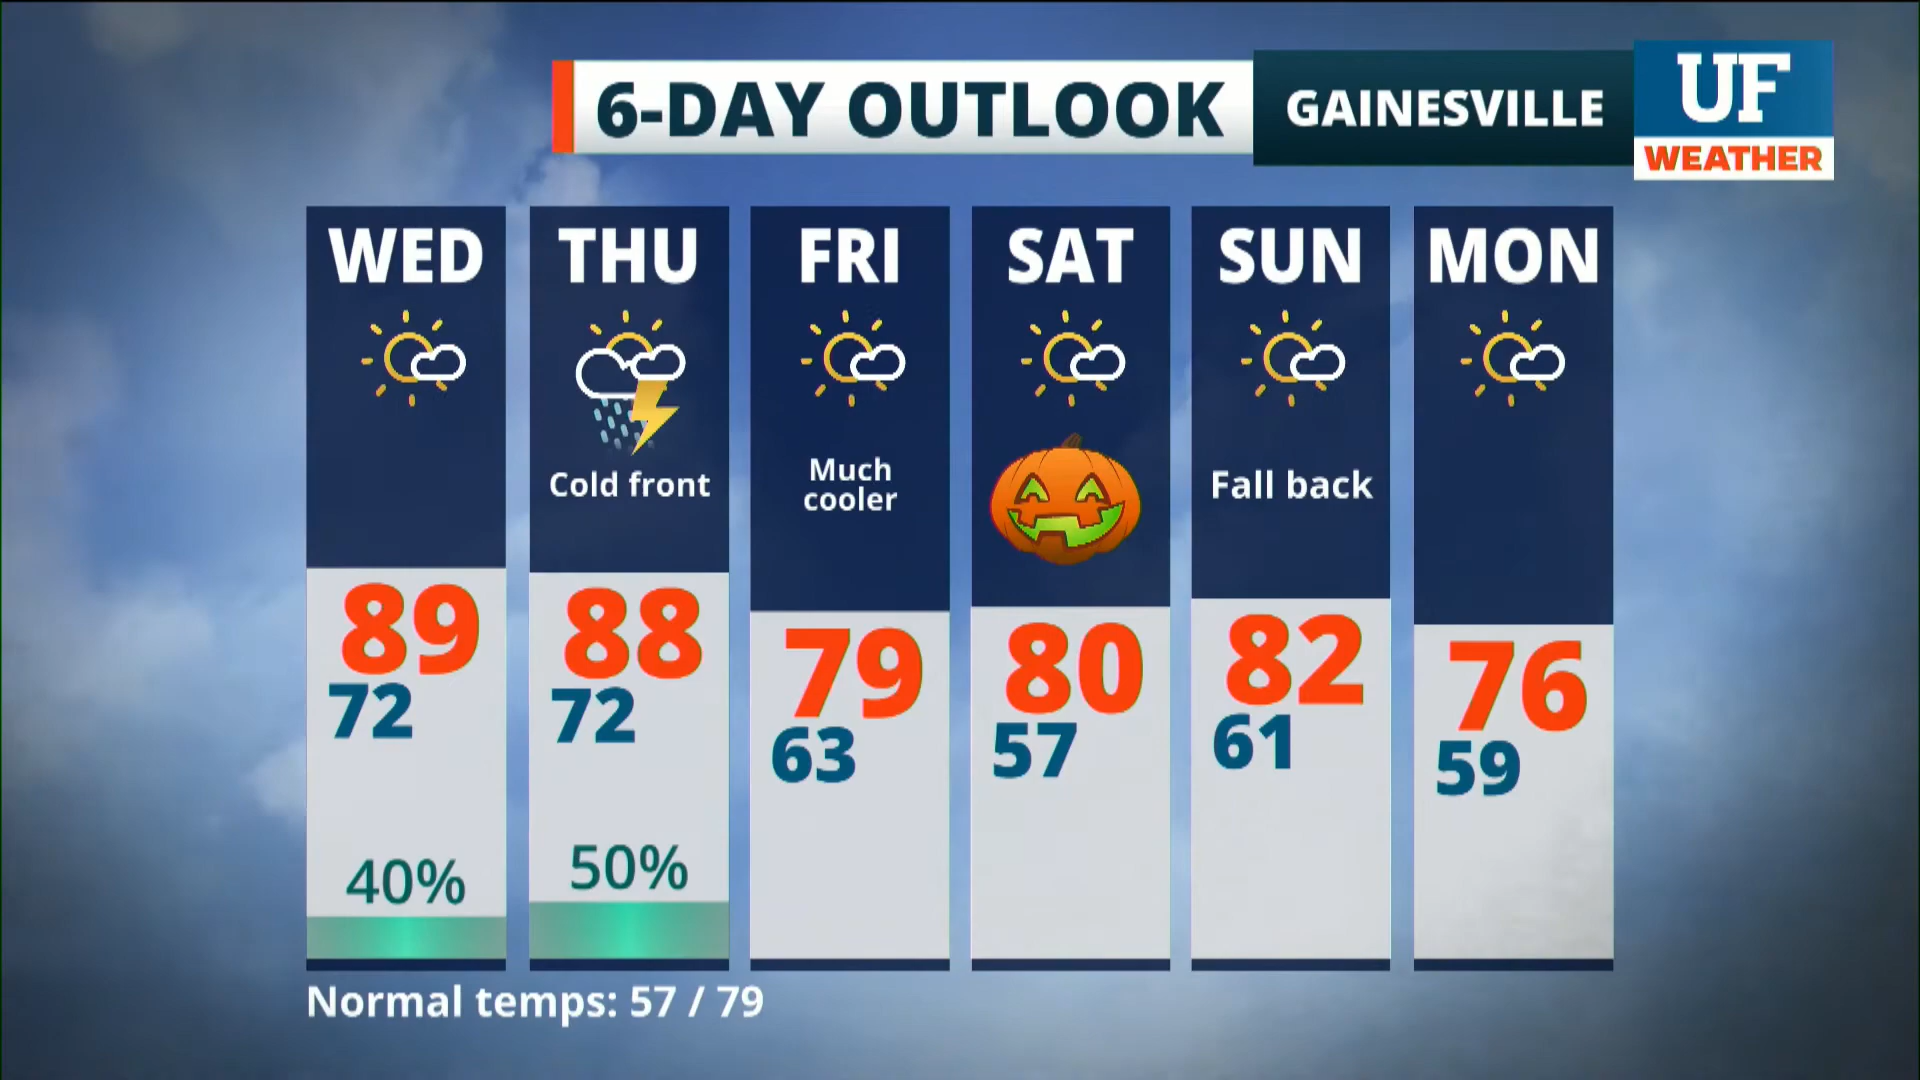 6-DAY OUTLOOK
GAINESVILLE
UF
WEATHER
WED
89
72
40%
THU
Cold front
88
72
50%
FRI
Much
cooler
79
63
SAT
80
57
SUN
Fall back
82
61
MON
76
59
Normal temps: 57 / 79